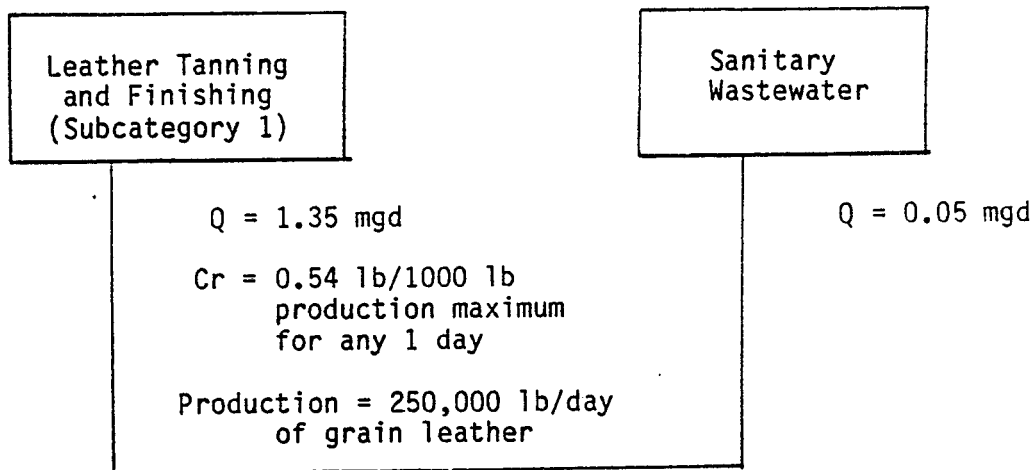 Leather Tanning
and Finishing
(Subcategory 1)
Sanitary
Wastewater
Q = 1.35 mgd
Q = 0.05 mgd
Cr = 0.54 lb/1000 lb
production maximum
for any 1 day
Production = 250,000 lb/day
of grain leather